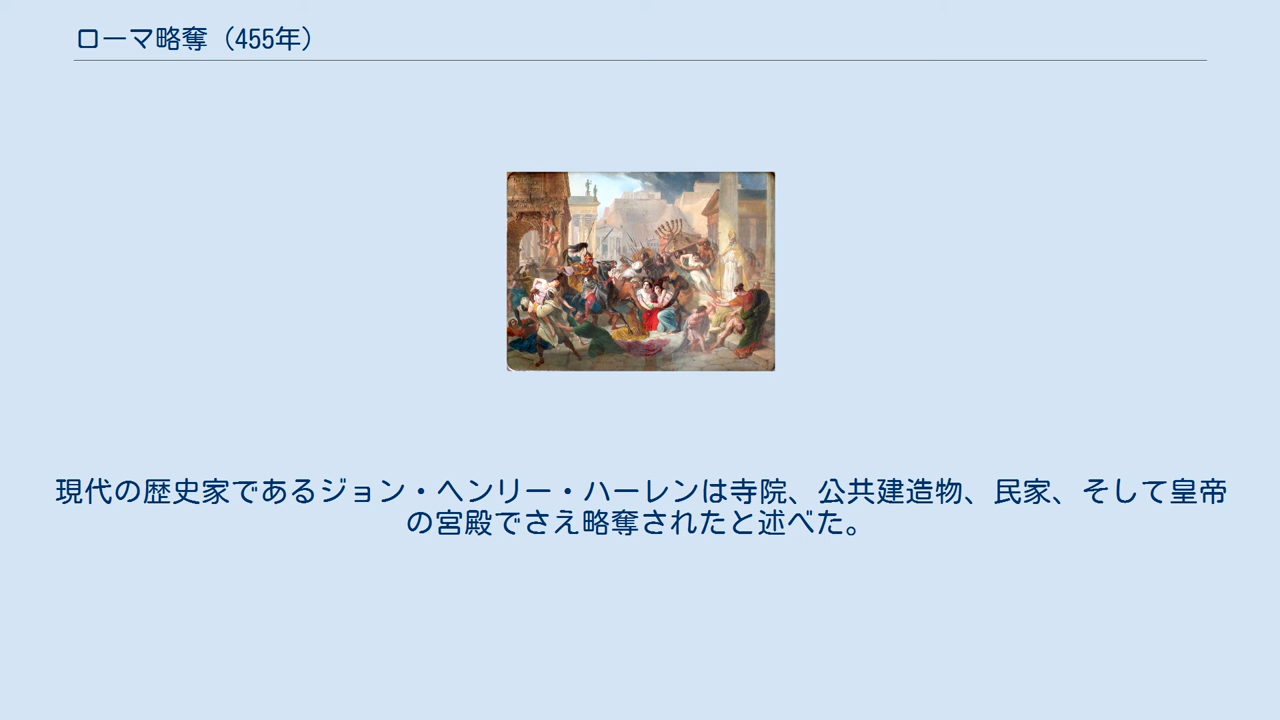 ローマ略奪（455年）
現代の歴史家であるジョン・ヘンリー・ハーレンは寺院、公共建造物、民家、そして皇帝
の宮殿でさえ略奪されたと述べた。